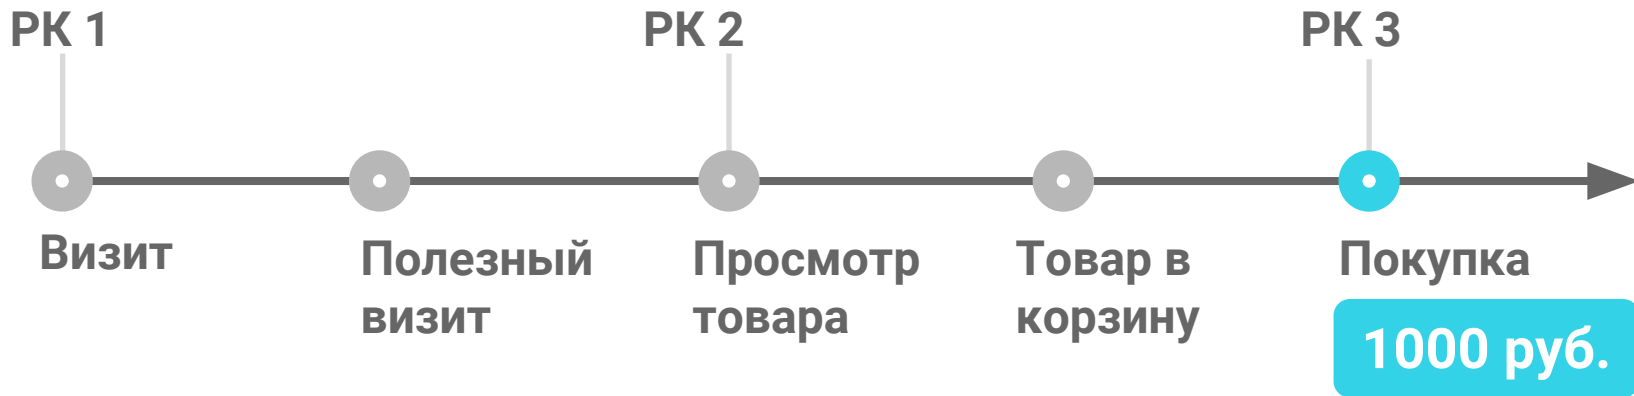 РК 1
РК 2
РК 3
Визит
Полезный
визит
Просмотр
товара
Товар в
корзину
Покупка
1000 руб.